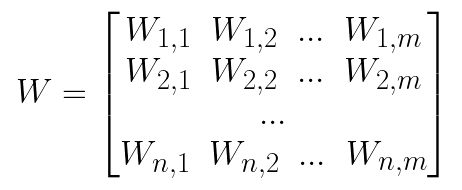 W_{1,1} W_{1,2} ... W_{1,m}
W = W_{2,1} W_{2,2} ... W_{2,m}
...
W_{n,1} W_{n,2} ... W_{n,m}